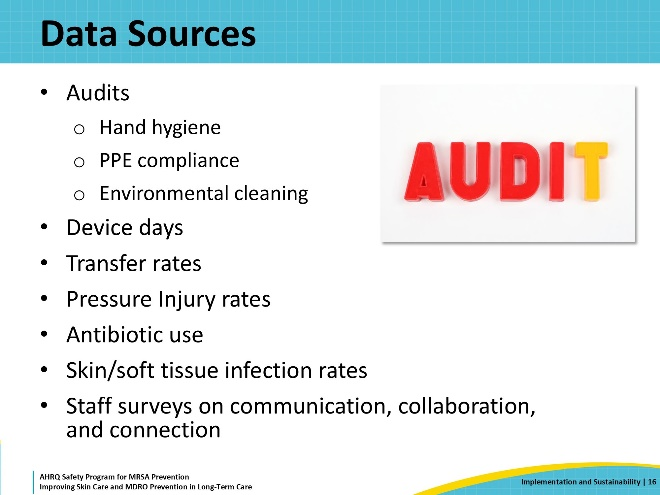 Data Sources
• Audits
o Hand hygiene
o PPE compliance
o Environmental cleaning
AUDIT
• Device days
• Transfer rates
• Pressure Injury rates
• Antibiotic use
• Skin/soft tissue infection rates
• Staff surveys on communication, collaboration,
and connection
AHRQ Safety Program for MRSA Prevention
Improving Skin Care and MDRO Prevention in Long-Term Care
Implementation and Sustainability | 16